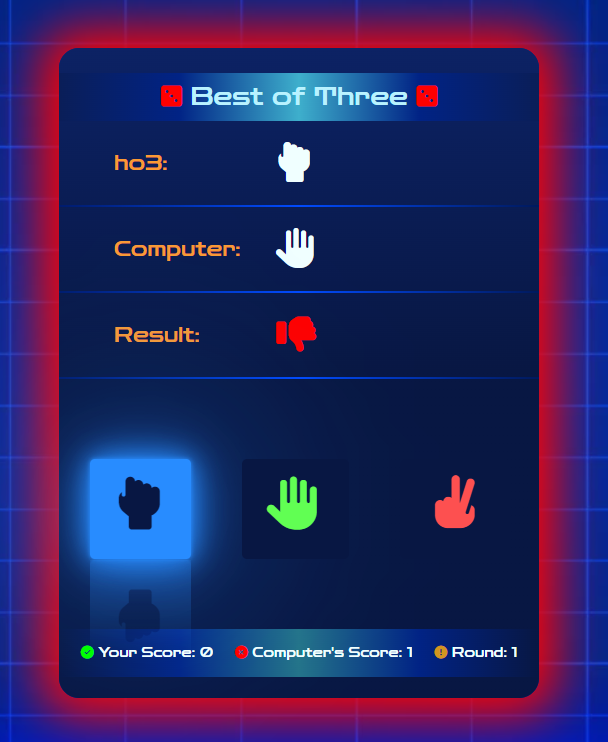 Best of Three
ho3:
Computer:
Result:
Your Score: 0 Computer's Score: 1 Round: 1